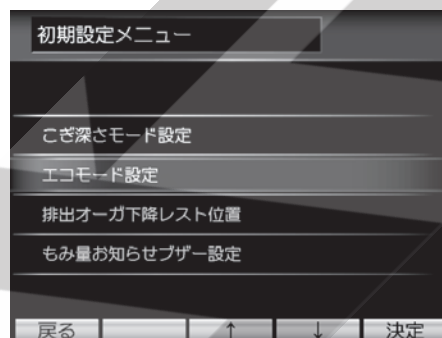 初期設定メニュー
こぎ深さモード設定
エコモード設定
排出オーガ下降レスト位置
もみ量お知らせブザー設定
戻る ↑ ↓ 決定